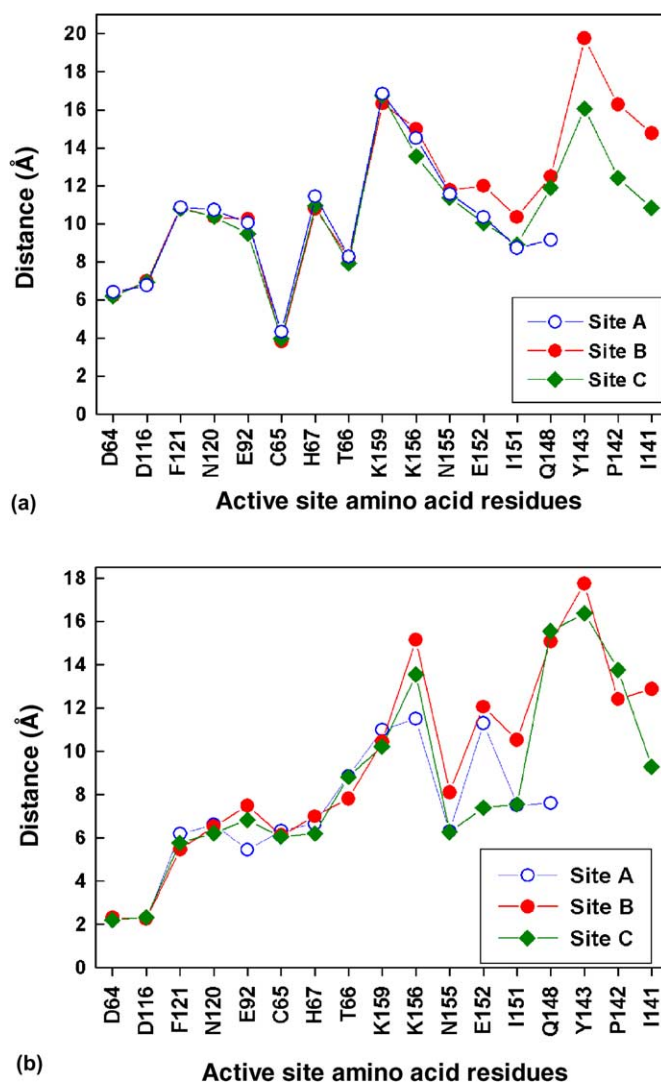 20
18
16
14
12
10
8
6
4
2
0
Distance (Å)
Site A
Site B
Site C
D64
D116
F121
N120
E92
C65
H67
T66
K159
K156
N155
E152
I151
Q148
Y143
P142
I141
(a)
Active site amino acid residues
18
16
14
12
10
8
6
4
2
0
Distance (Å)
Site A
Site B
Site C
D64
D116
F121
N120
E92
C65
H67
T66
K159
K156
N155
E152
I151
Q148
Y143
P142
I141
(b)
Active site amino acid residues